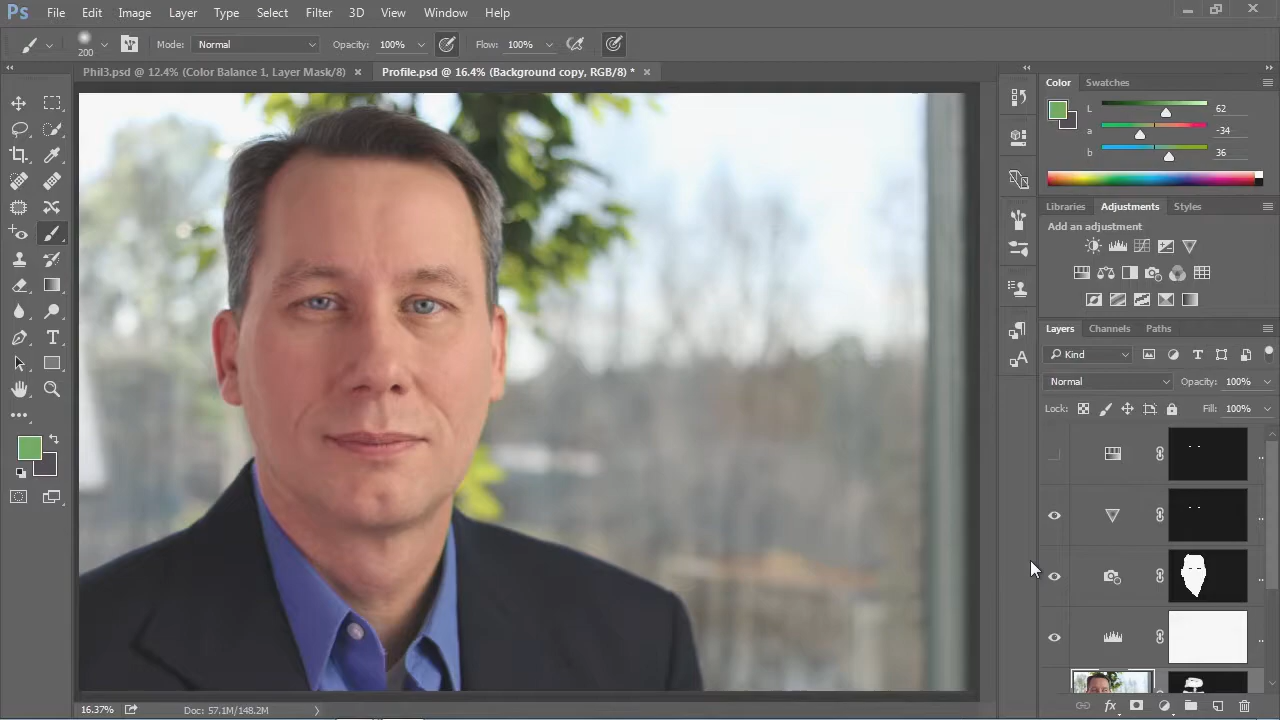 Ps File Edit Image Layer Type Select Filter 3D View Window Help
200 Mode: Normal Opacity: 100% Flow: 100%
Phil3.psd @ 12.4% (Color Balance 1, Layer Mask/8) × Profile.psd @ 16.4% (Background copy, RGB/8) * ×
Color Swatches
L 62
a -34
b 36
Libraries Adjustments Styles
Add an adjustment
Layers Channels Paths
Kind
Normal Opacity: 100%
Lock: Fill: 100%
16.37% Doc: 57.1M/148.2M